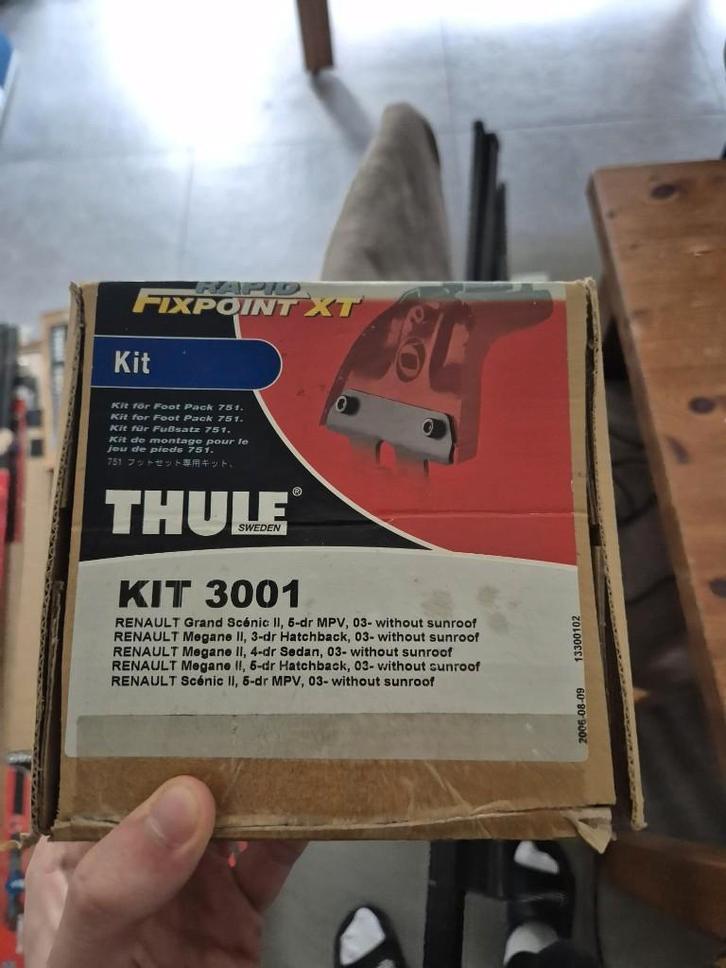 RAPID
FIXPOINT XT
Kit
Kit för Foot Pack 751.
Kit for Foot Pack 751.
Kit für Fußsatz 751.
Kit de montage pour le
jeu de pieds 751.
751 フットセット専用キット、
THULE®
SWEDEN
KIT 3001
RENAULT Grand Scénic II, 5-dr MPV, 03- without sunroof
RENAULT Megane II, 3-dr Hatchback, 03- without sunroof
RENAULT Megane II, 4-dr Sedan, 03- without sunroof
RENAULT Megane II, 5-dr Hatchback, 03- without sunroof
RENAULT Scénic II, 5-dr MPV, 03- without sunroof
2006-08-09 13300102